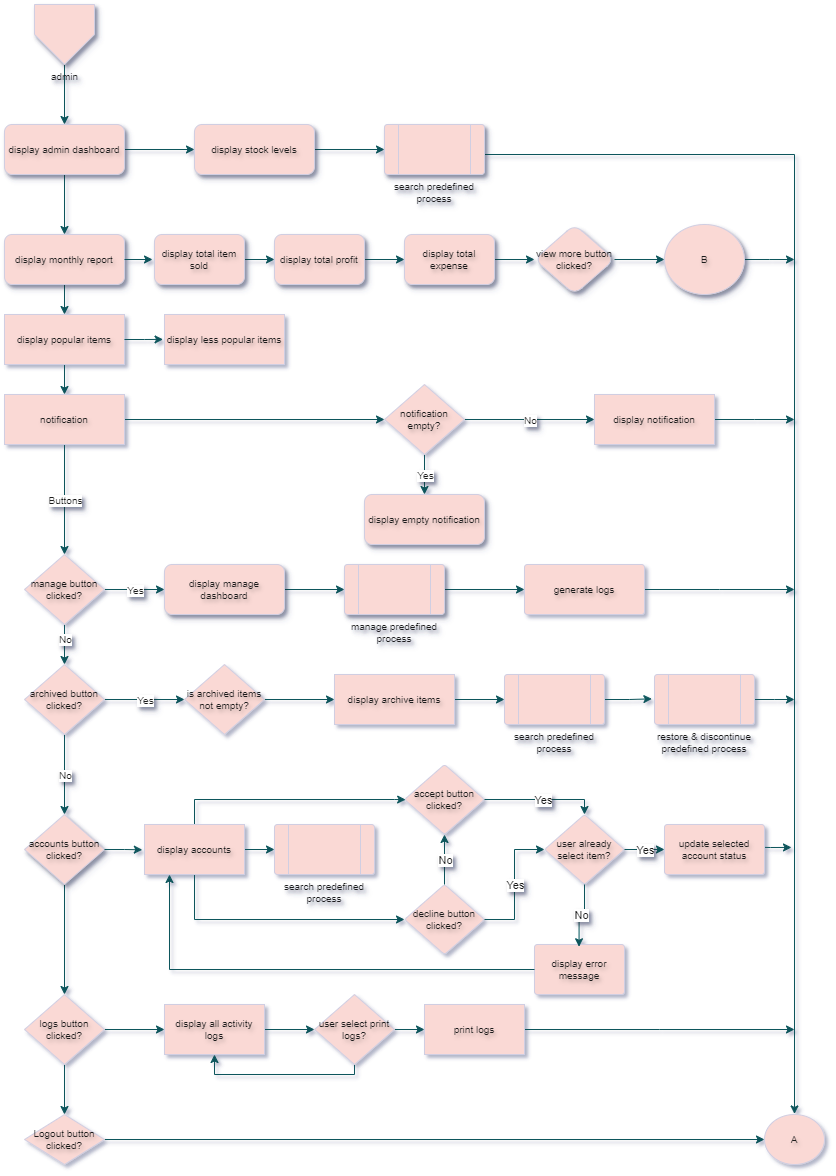 admin
display admin dashboard
display stock levels
search predefined
process
display monthly report
display total item
sold
display total profit
display total
expense
view more button
clicked?
B
display popular items
display less popular items
notification
notification
empty?
No
display notification
Yes
Buttons
display empty notification
manage button
clicked?
Yes
display manage
dashboard
manage predefined
process
generate logs
No
archived button
clicked?
Yes
is archived items
not empty?
display archive items
search predefined
process
restore & discontinue
predefined process
No
accept button
clicked?
Yes
accounts button
clicked?
display accounts
search predefined
process
No
user already
select item?
Yes
update selected
account status
Yes
decline button
clicked?
No
display error
message
logs button
clicked?
display all activity
logs
user select print
logs?
print logs
Logout button
clicked?
A